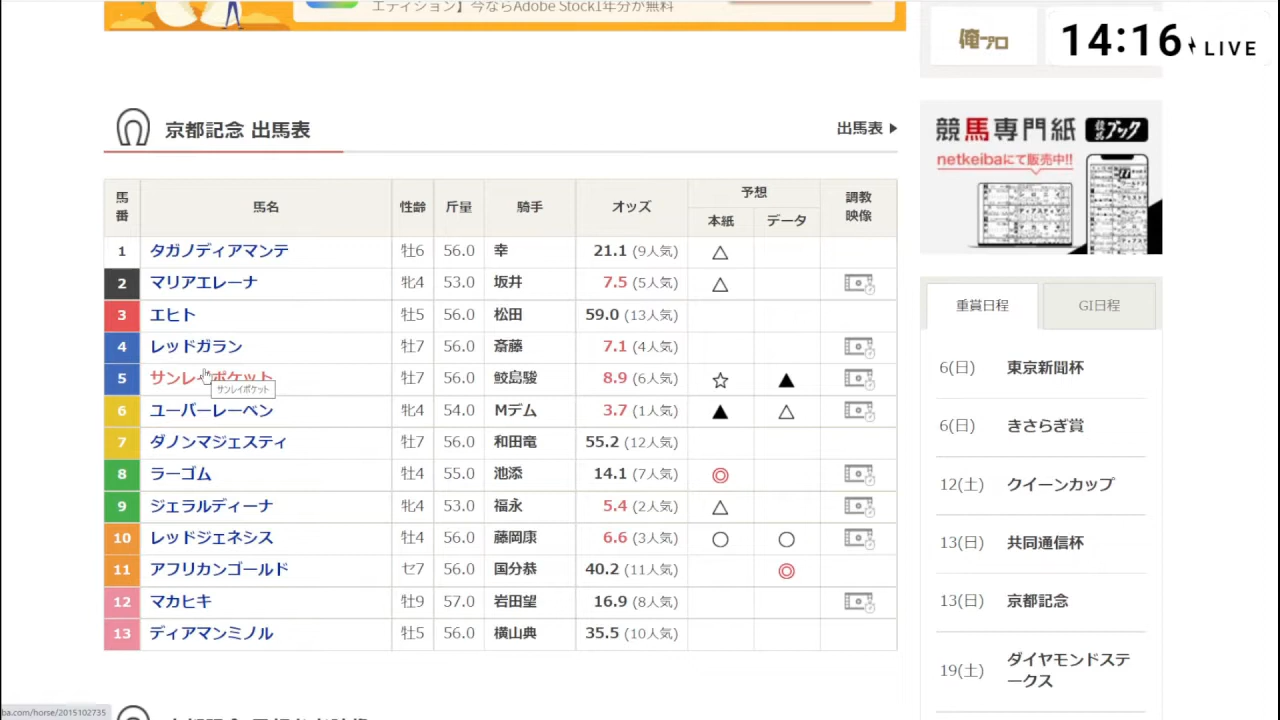 エディション】今ならAdobe Stock1年分が無料
俺プロ
14:16 LIVE
京都記念 出馬表
出馬表
競馬専門紙 競馬ブック
netkeibaにて販売中!!
馬番 馬名 性齢 斤量 騎手 オッズ 予想 調教映像
本紙 データ
1 タガノディアマンテ 牡6 56.0 幸 21.1 (9人気) △
2 マリアエレーナ 牝4 53.0 坂井 7.5 (5人気) △
3 エヒト 牡5 56.0 松田 59.0 (13人気)
4 レッドガラン 牡7 56.0 斎藤 7.1 (4人気)
5 サンレイポケット 牡7 56.0 鮫島駿 8.9 (6人気) ☆ ▲
サンレイポケット
6 ユーバーレーベン 牝4 54.0 Mデム 3.7 (1人気) ▲ △
7 ダノンマジェスティ 牡7 56.0 和田竜 55.2 (12人気)
8 ラーゴム 牡4 55.0 池添 14.1 (7人気) ◎
9 ジェラルディーナ 牝4 53.0 福永 5.4 (2人気) △
10 レッドジェネシス 牡4 56.0 藤岡康 6.6 (3人気) ○ ○
11 アフリカンゴールド セ7 56.0 国分恭 40.2 (11人気) ◎
12 マカヒキ 牡9 57.0 岩田望 16.9 (8人気)
13 ディアマンミノル 牡5 56.0 横山典 35.5 (10人気)
重賞日程 GI日程
6(日) 東京新聞杯
6(日) きさらぎ賞
12(土) クイーンカップ
13(日) 共同通信杯
13(日) 京都記念
19(土) ダイヤモンドステークス
ba.com/horse/2015102735